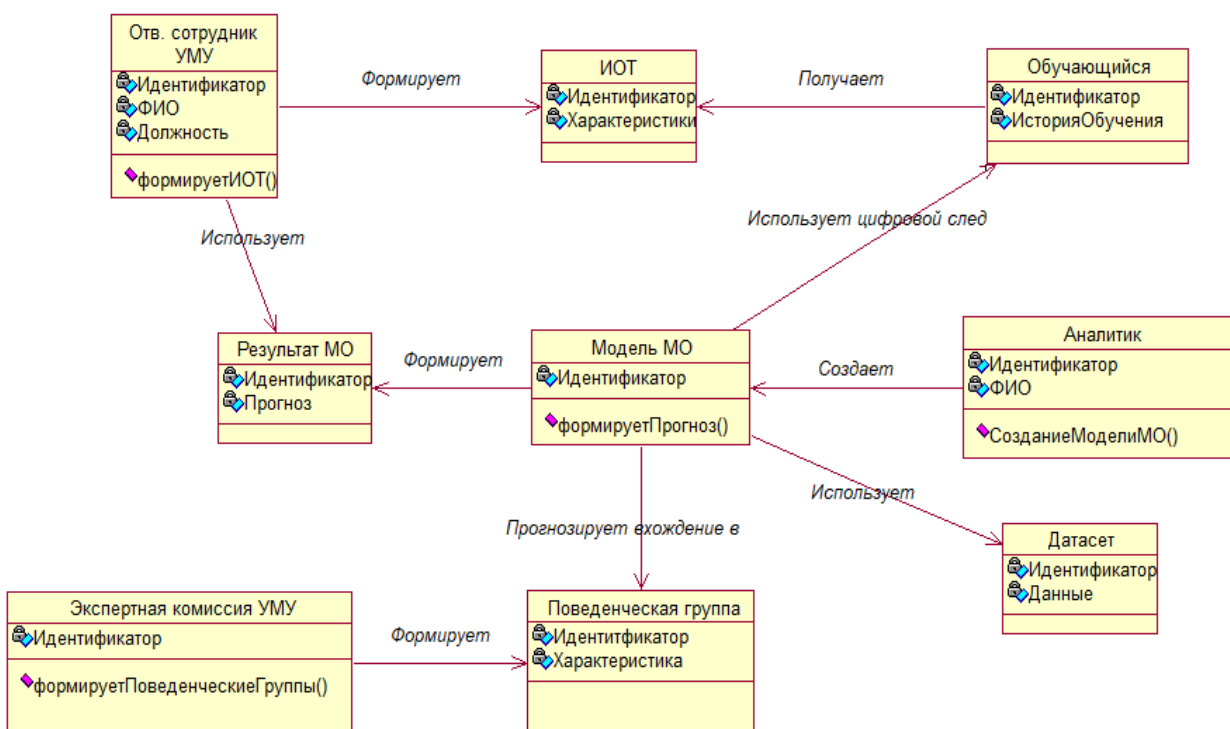 Отв. сотрудник
УМУ
Идентификатор
ФИО
Должность
формируетИОТ()
Формирует
ИОТ
Идентификатор
Характеристики
Получает
Обучающийся
Идентификатор
ИсторияОбучения
Использует
Использует цифровой след
Результат МО
Идентификатор
Прогноз
Формирует
Модель МО
Идентификатор
формируетПрогноз()
Создает
Аналитик
Идентификатор
ФИО
СозданиеМоделиМО()
Прогнозирует вхождение в
Использует
Датасет
Идентификатор
Данные
Экспертная комиссия УМУ
Идентификатор
формируетПоведенческиеГруппы()
Формирует
Поведенческая группа
Идентитфикатор
Характеристика